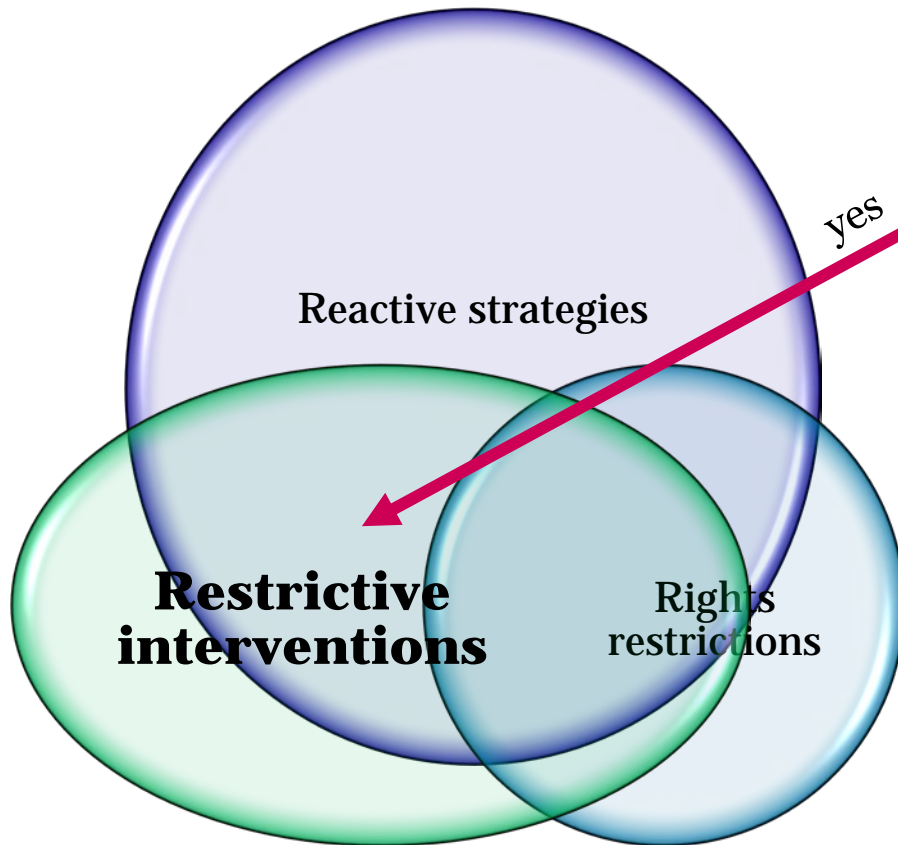 yes
Reactive strategies
Restrictive
interventions
Rights
restrictions